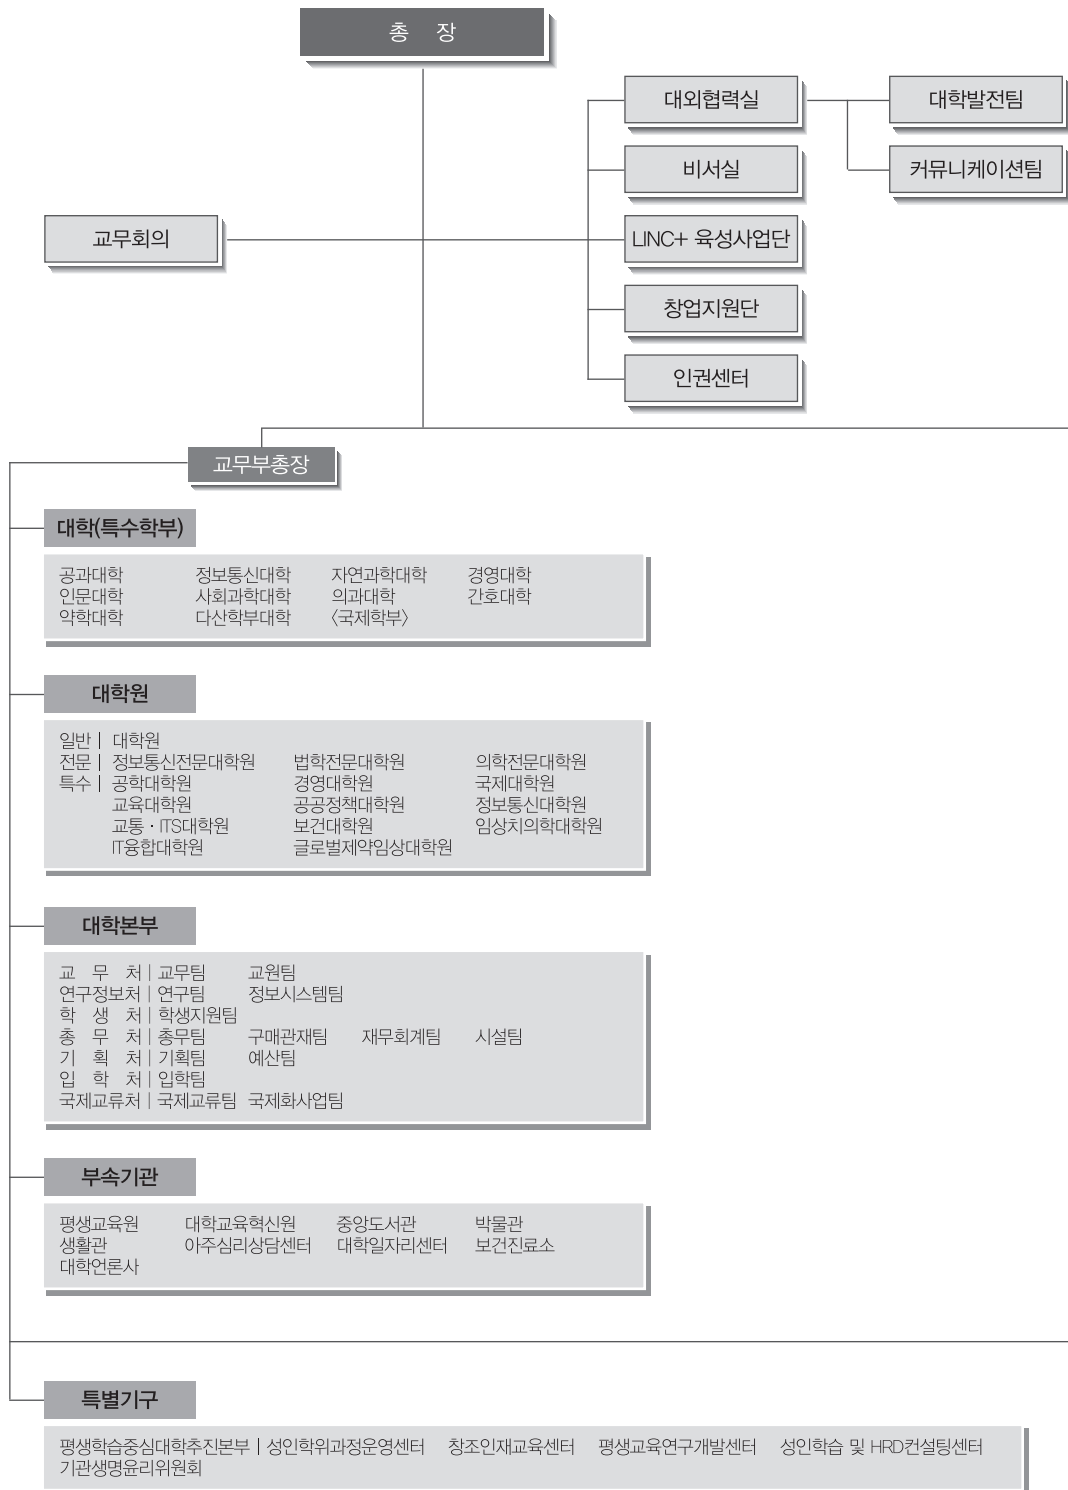 총 장
대외협력실 대학발전팀
비서실 커뮤니케이션팀
교무회의 LINC+ 육성사업단
창업지원단
인권센터
교무부총장
대학(특수학부)
공과대학 정보통신대학 자연과학대학 경영대학
인문대학 사회과학대학 의과대학 간호대학
약학대학 다산학부대학 〈국제학부〉
대학원
일반 | 대학원
전문 | 정보통신전문대학원 법학전문대학원 의학전문대학원
특수 | 공학대학원 경영대학원 국제대학원
교육대학원 공공정책대학원 정보통신대학원
교통·ITS대학원 보건대학원 임상치의학대학원
IT융합대학원 글로벌제약임상대학원
대학본부
교 무 처 | 교무팀 교원팀
연구정보처 | 연구팀 정보시스템팀
학 생 처 | 학생지원팀
총 무 처 | 총무팀 구매관재팀 재무회계팀 시설팀
기 획 처 | 기획팀 예산팀
입 학 처 | 입학팀
국제교류처 | 국제교류팀 국제화사업팀
부속기관
평생교육원 대학교육혁신원 중앙도서관 박물관
생활관 아주심리상담센터 대학일자리센터 보건진료소
대학언론사
특별기구
평생학습중심대학추진본부 | 성인학위과정운영센터 창조인재교육센터 평생교육연구개발센터 성인학습 및 HRD컨설팅센터
기관생명윤리위원회